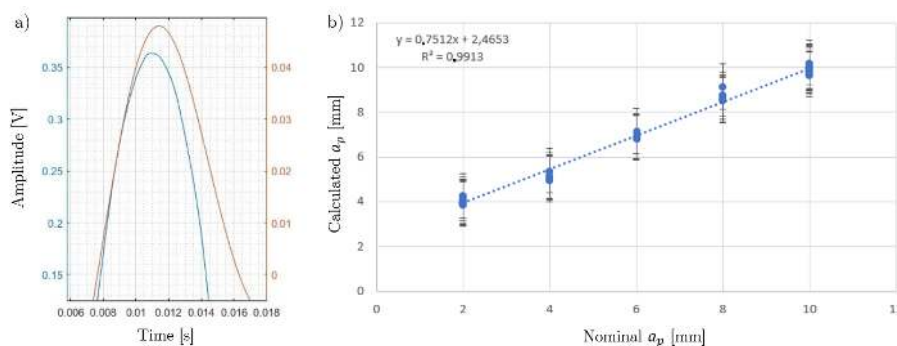 a)
Amplitude [V]
0.35
0.3
0.25
0.2
0.15
0.04
0.03
0.02
0.01
0
0.006 0.008 0.01 0.012 0.014 0.016 0.018
Time [s]
b)
y = 0,7512x + 2,4653
R² = 0,9913
Calculated aₚ [mm]
12
10
8
6
4
2
0
0 2 4 6 8 10 12
Nominal aₚ [mm]